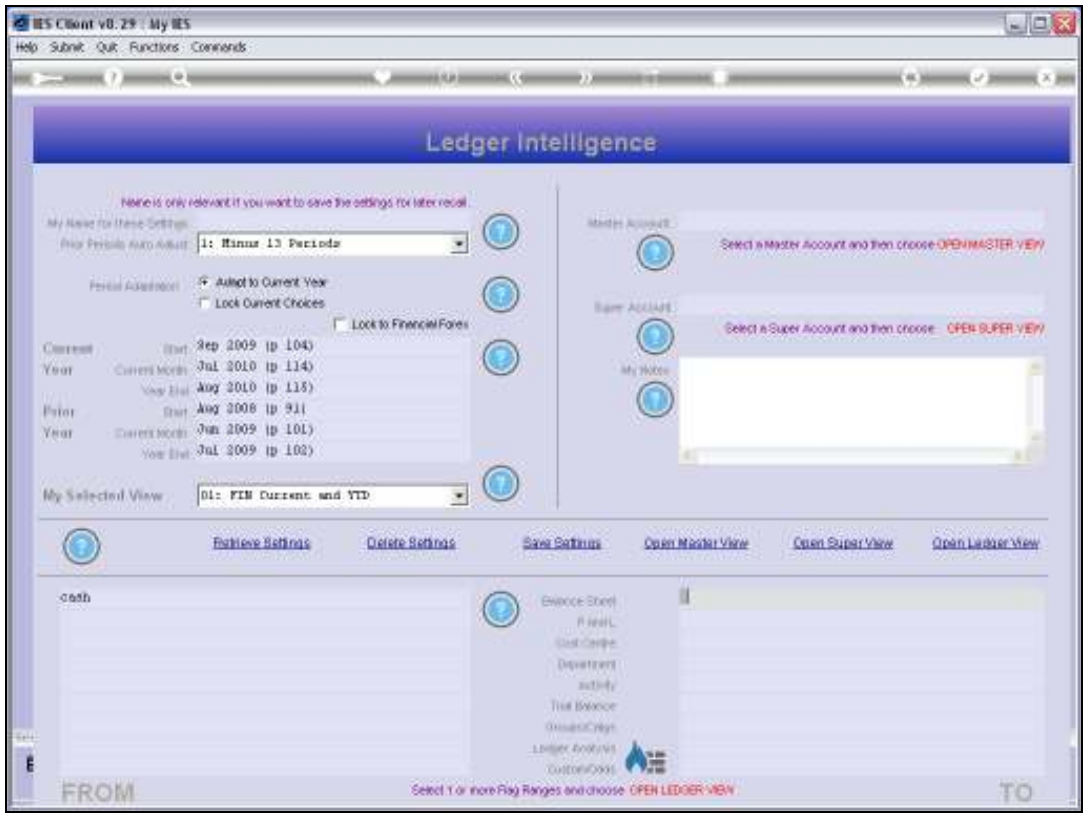 IES Client v8.29 : My IES
Help Submit Quit Functions Commands
Ledger Intelligence
Name is only relevant if you want to save the settings for later recall.
My Name for these Settings
Prior Periods Auto Adjust 1: Minus 13 Periods
Period Adaptation Adapt to Current Year
Lock Current Choices
Lock to Financial Forex
Current Start Sep 2009 (p 104)
Year Current Month Jul 2010 (p 114)
Year End Aug 2010 (p 115)
Prior Start Aug 2008 (p 91)
Year Current Month Jun 2009 (p 101)
Year End Jul 2009 (p 102)
My Selected View 01: FIN Current and YTD
Master Account
Select a Master Account and then choose OPEN MASTER VIEW
Super Account
Select a Super Account and then choose OPEN SUPER VIEW
My Notes
Retrieve Settings Delete Settings Save Settings Open Master View Open Super View Open Ledger View
cash
Balance Sheet
P and L
Cost Centre
Department
Activity
Trial Balance
Ledger Analysis
FROM
Select 1 or more Flag Ranges and choose OPEN LEDGER VIEW
TO